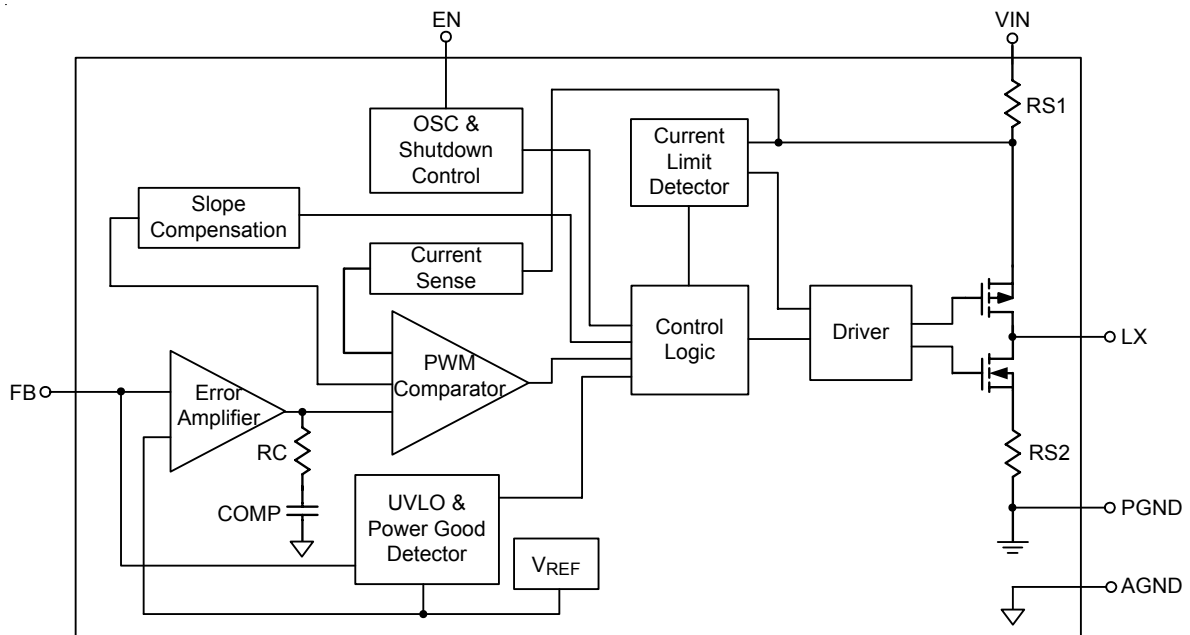 EN
VIN
RS1
OSC &
Shutdown
Control
Current
Limit
Detector
Slope
Compensation
Current
Sense
Control
Logic
Driver
LX
PWM
Comparator
FB
Error
Amplifier
RC
RS2
COMP
UVLO &
Power Good
Detector
VREF
PGND
AGND